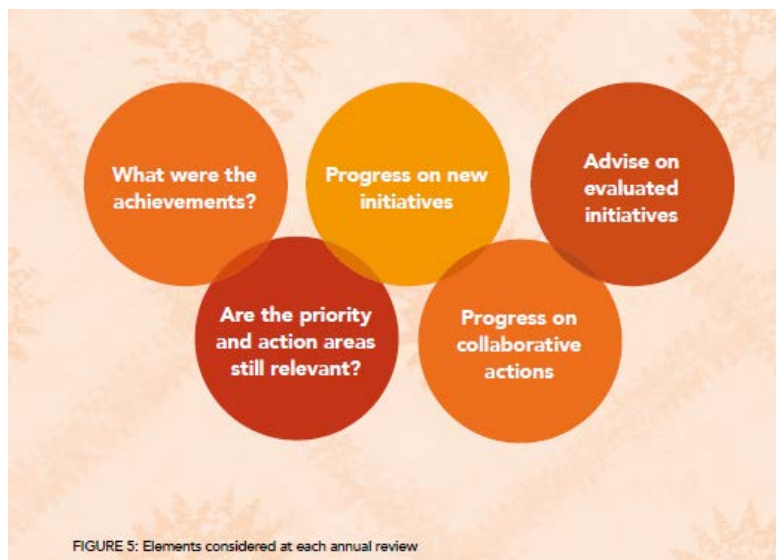 What were the
achievements?
Progress on new
initiatives
Advise on
evaluated
initiatives
Are the priority
and action areas
still relevant?
Progress on
collaborative
actions
FIGURE 5: Elements considered at each annual review